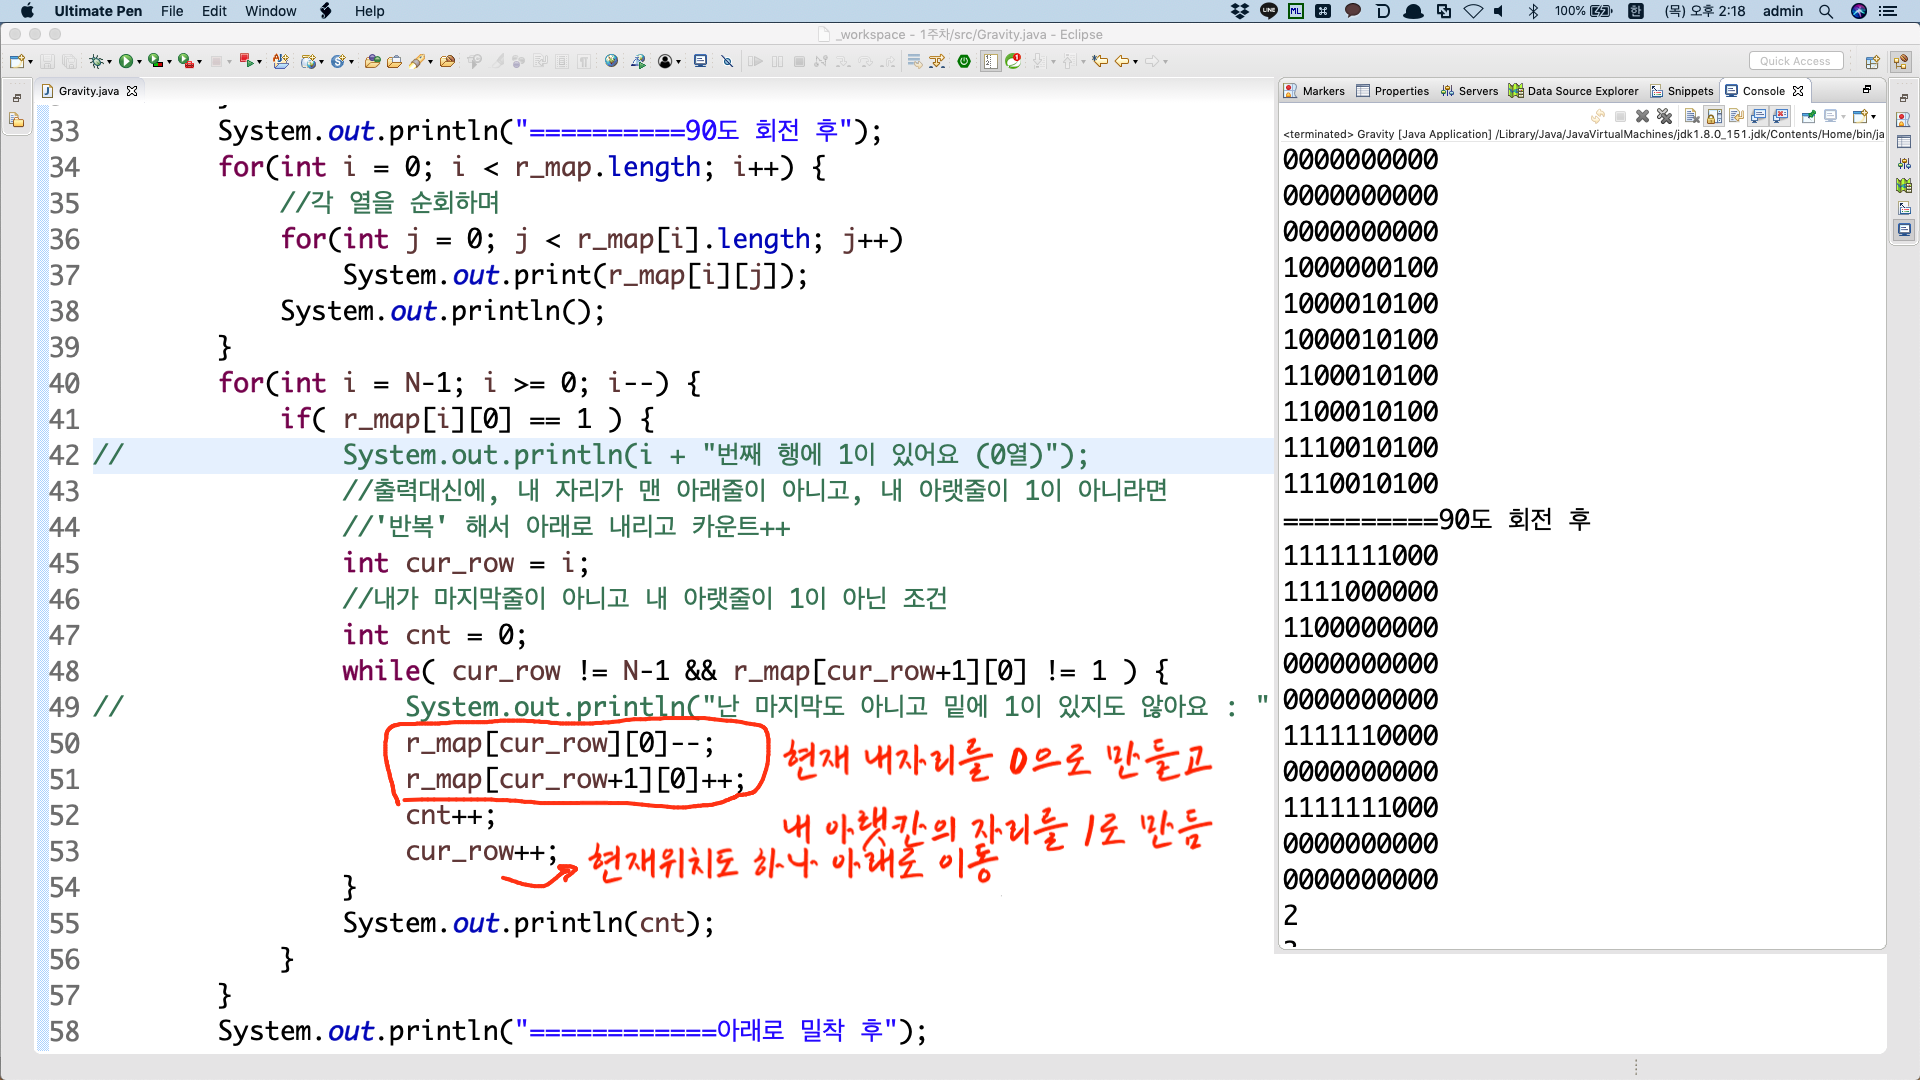 Ultimate Pen File Edit Window Help 100% (목) 오후 2:18 admin
_workspace - 1주차/src/Gravity.java - Eclipse
Quick Access
Gravity.java
33 System.out.println("==========90도 회전 후");
34 for(int i = 0; i < r_map.length; i++) {
35 //각 열을 순회하며
36 for(int j = 0; j < r_map[i].length; j++)
37 System.out.print(r_map[i][j]);
38 System.out.println();
39 }
40 for(int i = N-1; i >= 0; i--) {
41 if( r_map[i][0] == 1 ) {
42 // System.out.println(i + "번째 행에 1이 있어요 (0열)");
43 //출력대신에, 내 자리가 맨 아래줄이 아니고, 내 아랫줄이 1이 아니라면
44 //'반복' 해서 아래로 내리고 카운트++
45 int cur_row = i;
46 //내가 마지막줄이 아니고 내 아랫줄이 1이 아닌 조건
47 int cnt = 0;
48 while( cur_row != N-1 && r_map[cur_row+1][0] != 1 ) {
49 // System.out.println("난 마지막도 아니고 밑에 1이 있지도 않아요 : "
50 r_map[cur_row][0]--;
51 r_map[cur_row+1][0]++;
현재 내자리를 0으로 만들고
52 cnt++;
내 아랫칸의 자리를 1로 만듬
53 cur_row++;
현재위치도 하나 아래로 이동
54 }
55 System.out.println(cnt);
56 }
57 }
58 System.out.println("============아래로 밀착 후");
Markers Properties Servers Data Source Explorer Snippets Console
<terminated> Gravity [Java Application] /Library/Java/JavaVirtualMachines/jdk1.8.0_151.jdk/Contents/Home/bin/ja
0000000000
0000000000
0000000000
1000000100
1000010100
1000010100
1100010100
1100010100
1110010100
1110010100
==========90도 회전 후
1111111000
1111000000
1100000000
0000000000
0000000000
1111110000
0000000000
1111111000
0000000000
0000000000
2